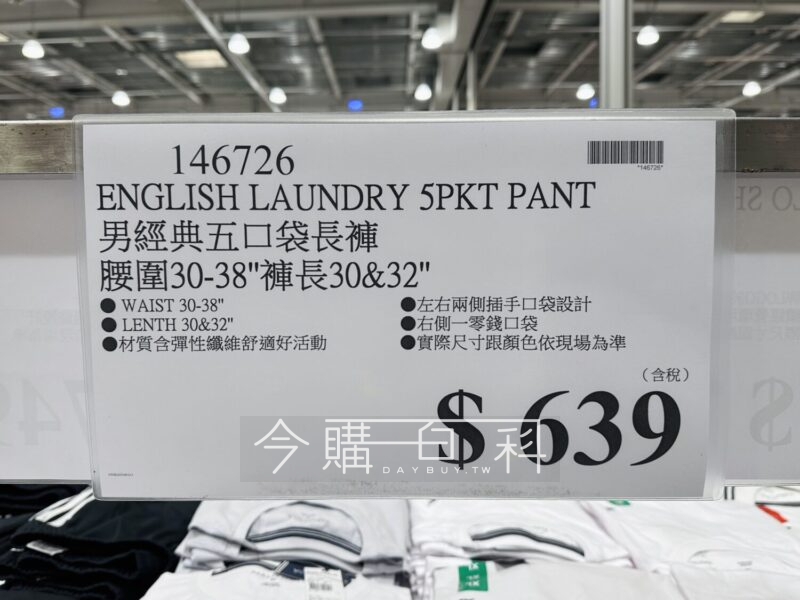 146726
*146726*
ENGLISH LAUNDRY 5PKT PANT
男經典五口袋長褲
腰圍30-38"褲長30&32"
● WAIST 30-38"
● LENTH 30&32"
●材質含彈性纖維舒適好活動
●左右兩側插手口袋設計
●右側一零錢口袋
●實際尺寸跟顏色依現場為準
（含稅）
$ 639
今購百科
DAYBUY.TW